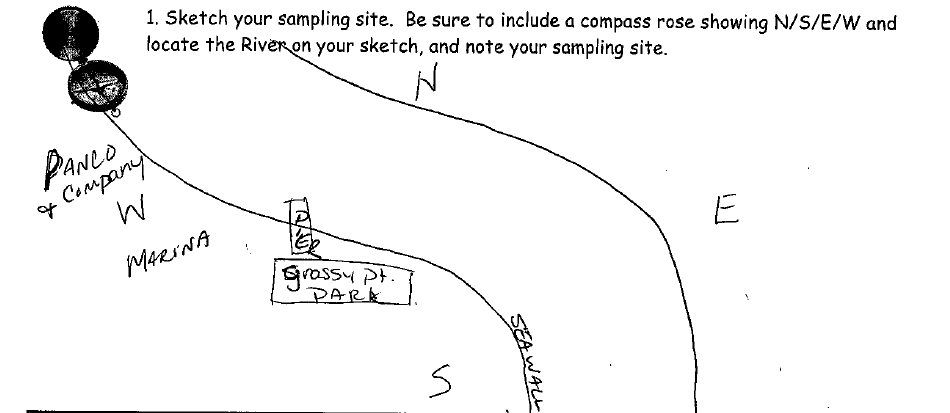 1. Sketch your sampling site. Be sure to include a compass rose showing N/S/E/W and
locate the River on your sketch, and note your sampling site.
N
PANCO
& Company
W
E
MARINA
PIER
Grassy pt.
PARK
SEAWALL
S